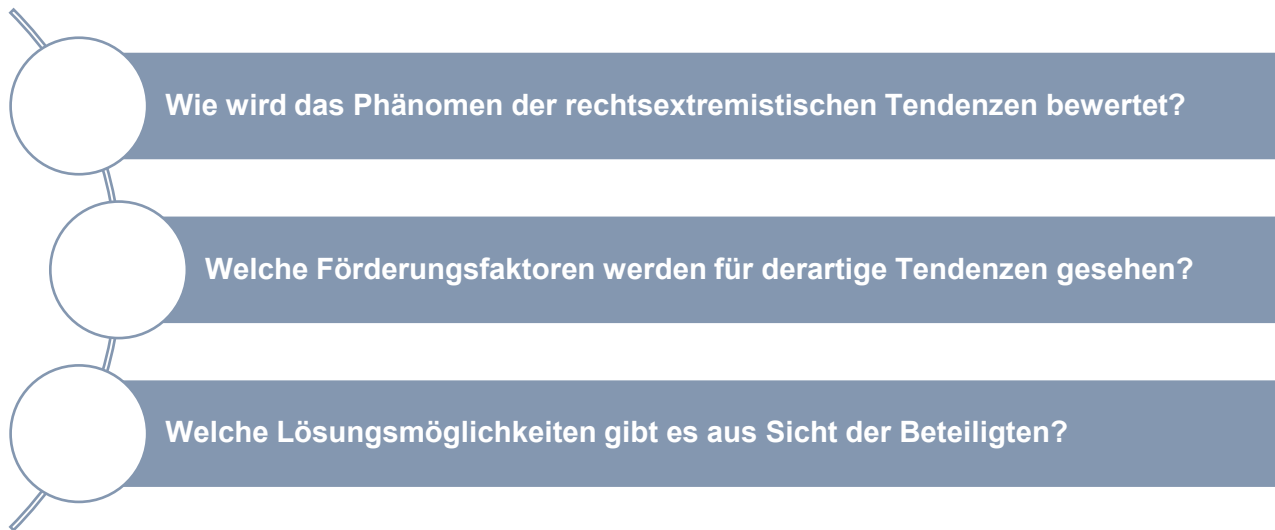 Wie wird das Phänomen der rechtsextremistischen Tendenzen bewertet?
Welche Förderungsfaktoren werden für derartige Tendenzen gesehen?
Welche Lösungsmöglichkeiten gibt es aus Sicht der Beteiligten?